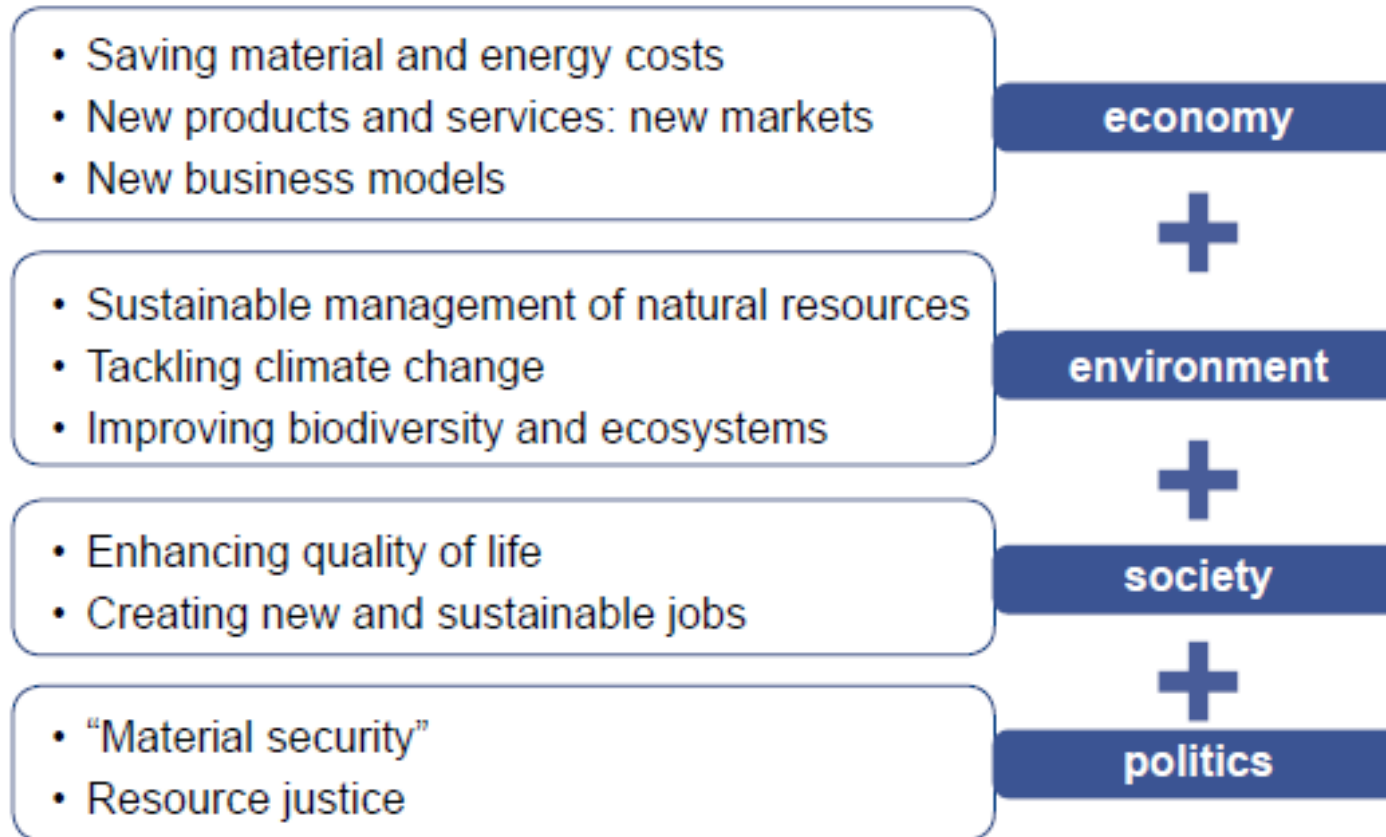 • Saving material and energy costs
• New products and services: new markets
• New business models
economy
+
• Sustainable management of natural resources
• Tackling climate change
• Improving biodiversity and ecosystems
environment
+
• Enhancing quality of life
• Creating new and sustainable jobs
society
+
• “Material security”
• Resource justice
politics